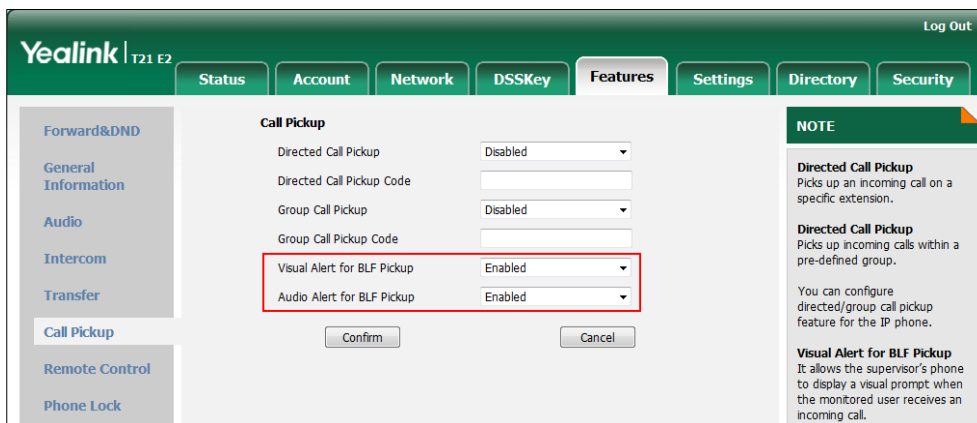 Log Out
Yealink T21 E2
Status Account Network DSSKey Features Settings Directory Security
Forward&DND
General
Information
Audio
Intercom
Transfer
Call Pickup
Remote Control
Phone Lock
Call Pickup
Directed Call Pickup Disabled
Directed Call Pickup Code
Group Call Pickup Disabled
Group Call Pickup Code
Visual Alert for BLF Pickup Enabled
Audio Alert for BLF Pickup Enabled
Confirm Cancel
NOTE
Directed Call Pickup
Picks up an incoming call on a
specific extension.
Directed Call Pickup
Picks up incoming calls within a
pre-defined group.
You can configure
directed/group call pickup
feature for the IP phone.
Visual Alert for BLF Pickup
It allows the supervisor's phone
to display a visual prompt when
the monitored user receives an
incoming call.